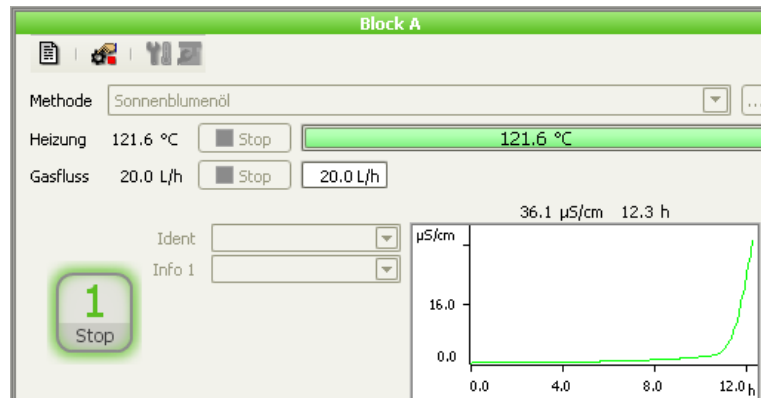 Block A
Methode Sonnenblumenöl ...
Heizung 121.6 °C Stop 121.6 °C
Gasfluss 20.0 L/h Stop 20.0 L/h
36.1 µS/cm 12.3 h
Ident
Info 1
1
Stop
µS/cm
16.0
0.0
0.0 4.0 8.0 12.0 h